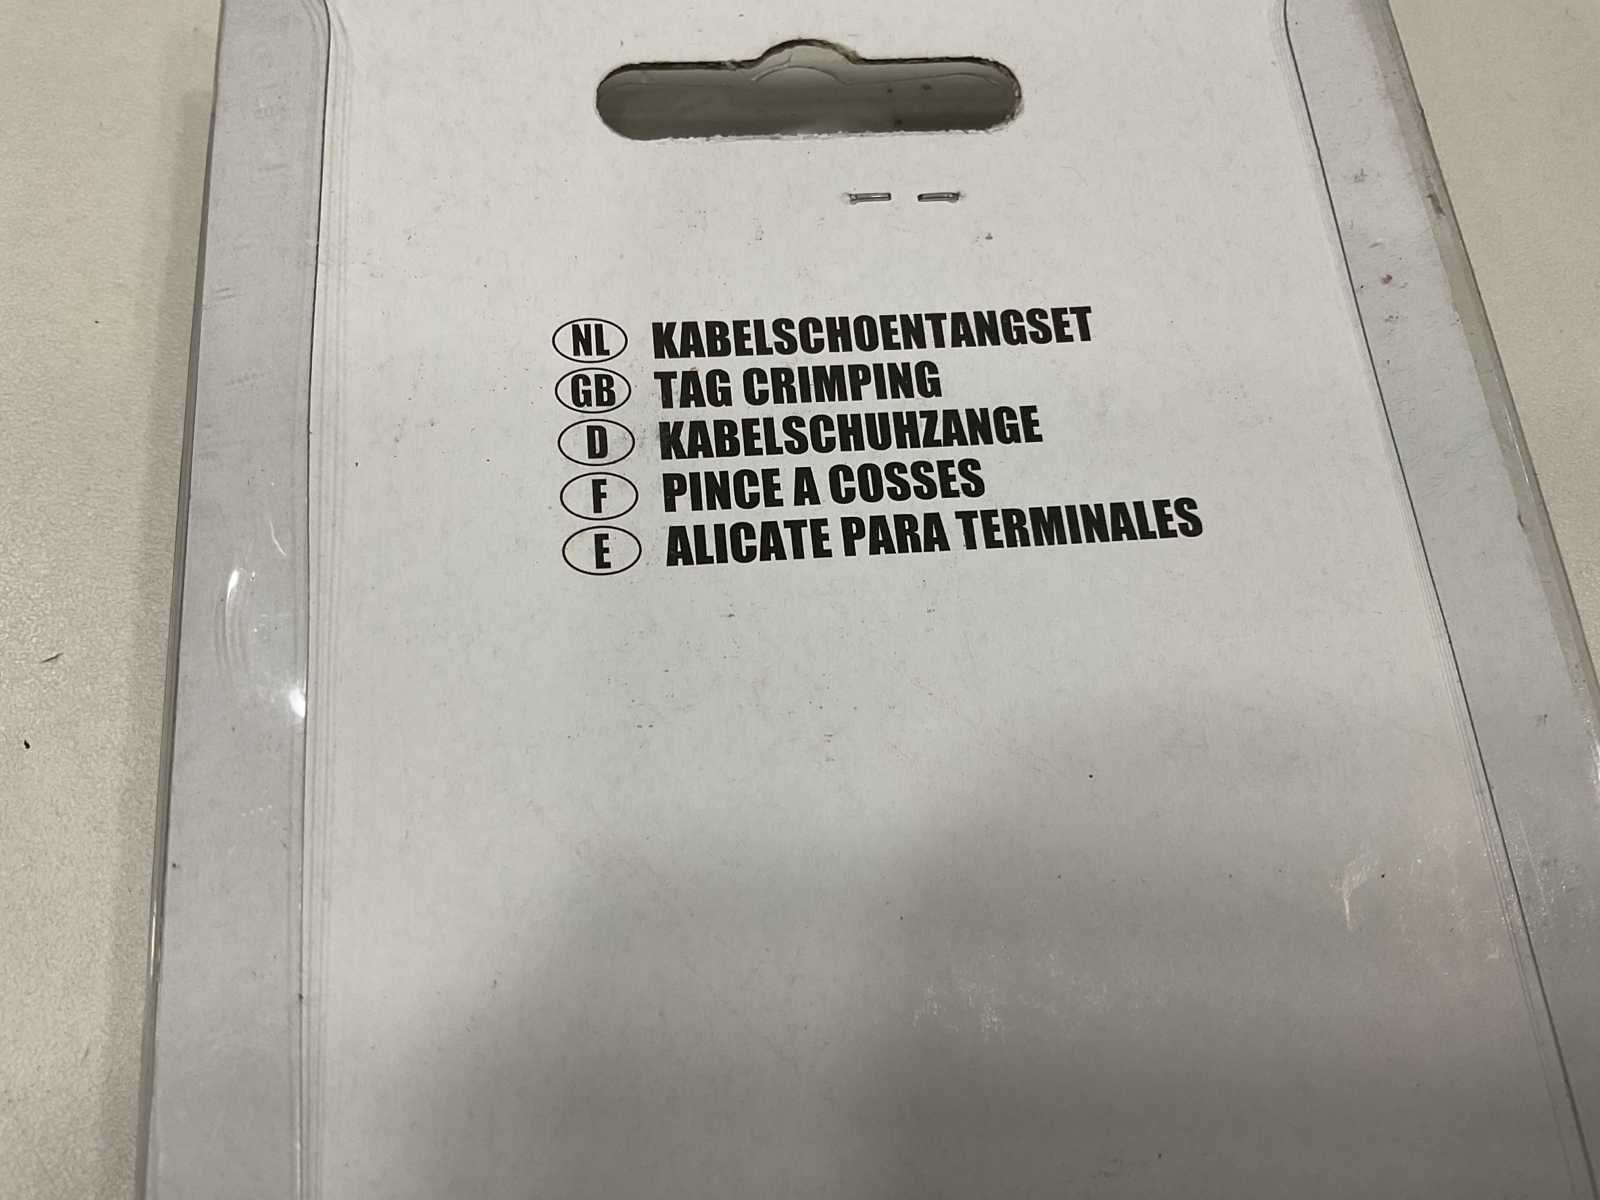 NL KABELSCHOENTANGSET
GB TAG CRIMPING
D KABELSCHUHZANGE
F PINCE A COSSES
E ALICATE PARA TERMINALES